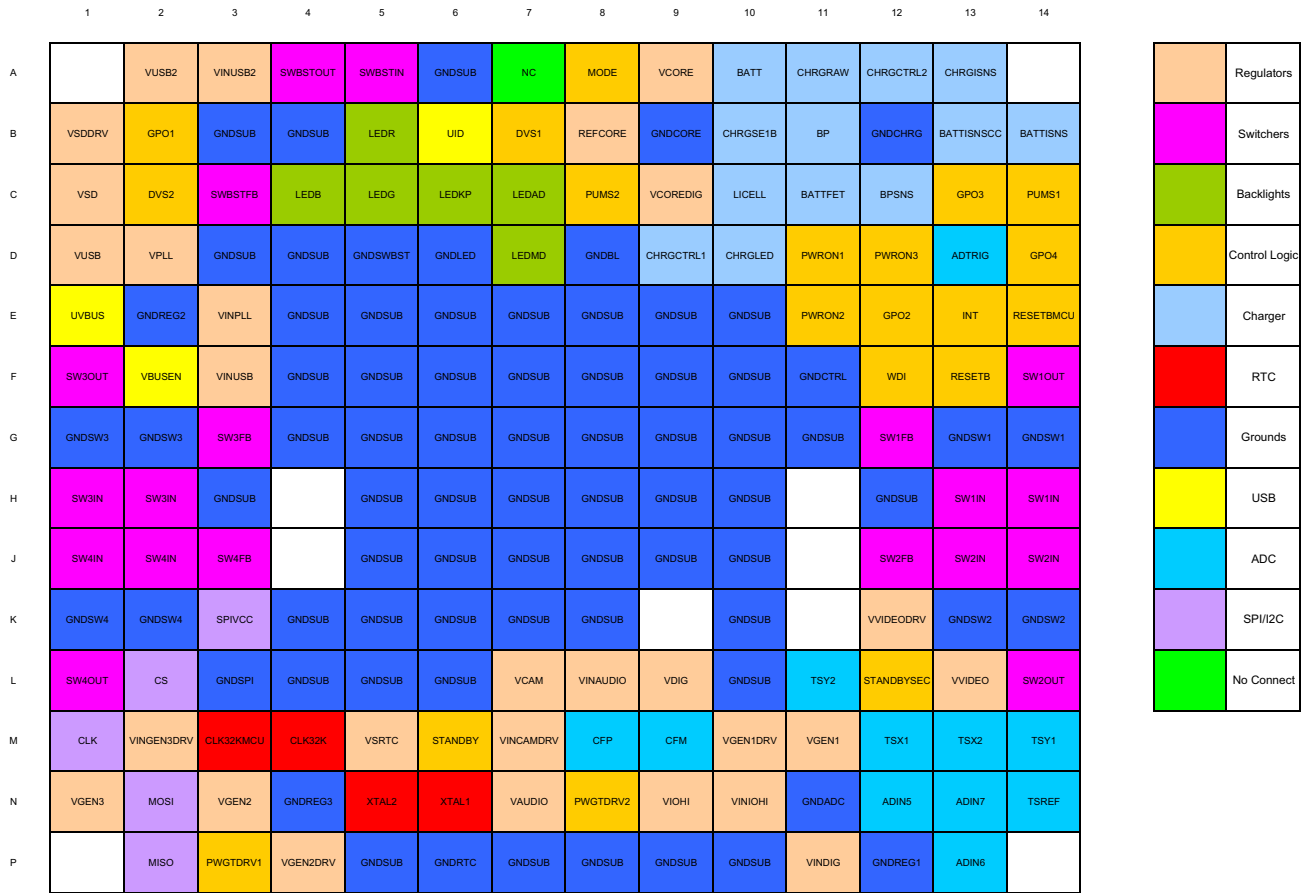 1 2 3 4 5 6 7 8 9 10 11 12 13 14
A VUSB2 VINUSB2 SWBSTOUT SWBSTIN GNDSUB NC MODE VCORE BATT CHRGRAW CHRGCTRL2 CHRGISNS Regulators
B VSDDRV GPO1 GNDSUB GNDSUB LEDR UID DVS1 REFCORE GNDCORE CHRGSE1B BP GNDCHRG BATTISNSCC BATTISNS Switchers
C VSD DVS2 SWBSTFB LEDB LEDG LEDKP LEDAD PUMS2 VCOREDIG LICELL BATTFET BPSNS GPO3 PUMS1 Backlights
D VUSB VPLL GNDSUB GNDSUB GNDSWBST GNDLED LEDMD GNDBL CHRGCTRL1 CHRGLED PWRON1 PWRON3 ADTRIG GPO4 Control Logic
E UVBUS GNDREG2 VINPLL GNDSUB GNDSUB GNDSUB GNDSUB GNDSUB GNDSUB GNDSUB PWRON2 GPO2 INT RESETBMCU Charger
F SW3OUT VBUSEN VINUSB GNDSUB GNDSUB GNDSUB GNDSUB GNDSUB GNDSUB GNDSUB GNDCTRL WDI RESETB SW1OUT RTC
G GNDSW3 GNDSW3 SW3FB GNDSUB GNDSUB GNDSUB GNDSUB GNDSUB GNDSUB GNDSUB GNDSUB SW1FB GNDSW1 GNDSW1 Grounds
H SW3IN SW3IN GNDSUB GNDSUB GNDSUB GNDSUB GNDSUB GNDSUB GNDSUB GNDSUB SW1IN SW1IN USB
J SW4IN SW4IN SW4FB GNDSUB GNDSUB GNDSUB GNDSUB GNDSUB GNDSUB SW2FB SW2IN SW2IN ADC
K GNDSW4 GNDSW4 SPIVCC GNDSUB GNDSUB GNDSUB GNDSUB GNDSUB GNDSUB VVIDEODRV GNDSW2 GNDSW2 SPI/I2C
L SW4OUT CS GNDSPI GNDSUB GNDSUB GNDSUB VCAM VINAUDIO VDIG GNDSUB TSY2 STANDBYSEC VVIDEO SW2OUT No Connect
M CLK VINGEN3DRV CLK32KMCU CLK32K VSRTC STANDBY VINCAMDRV CFP CFM VGEN1DRV VGEN1 TSX1 TSX2 TSY1
N VGEN3 MOSI VGEN2 GNDREG3 XTAL2 XTAL1 VAUDIO PWGTDRV2 VIOHI VINIOHI GNDADC ADIN5 ADIN7 TSREF
P MISO PWGTDRV1 VGEN2DRV GNDSUB GNDRTC GNDSUB GNDSUB GNDSUB GNDSUB VINDIG GNDREG1 ADIN6